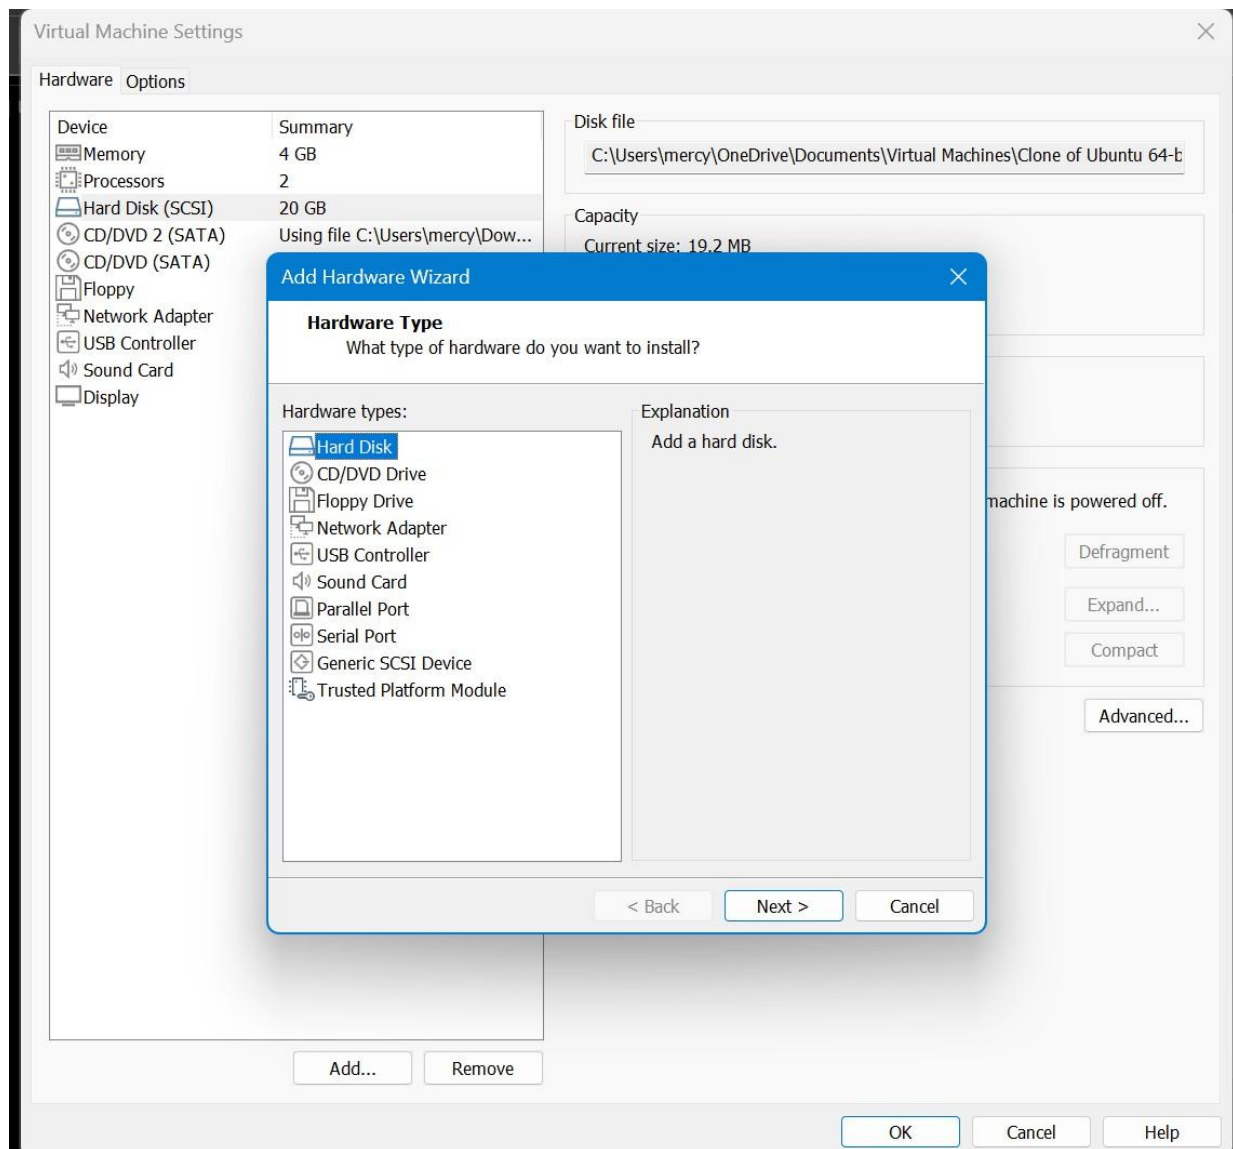 Virtual Machine Settings
Hardware Options
Device Summary
Memory 4 GB
Processors 2
Hard Disk (SCSI) 20 GB
CD/DVD 2 (SATA) Using file C:\Users\mercy\Dow...
CD/DVD (SATA)
Floppy
Network Adapter
USB Controller
Sound Card
Display
Disk file
C:\Users\mercy\OneDrive\Documents\Virtual Machines\Clone of Ubuntu 64-b
Capacity
Current size: 19.2 MB
Add Hardware Wizard
Hardware Type
What type of hardware do you want to install?
Hardware types:
Hard Disk
CD/DVD Drive
Floppy Drive
Network Adapter
USB Controller
Sound Card
Parallel Port
Serial Port
Generic SCSI Device
Trusted Platform Module
Explanation
Add a hard disk.
< Back Next > Cancel
machine is powered off.
Defragment
Expand...
Compact
Advanced...
Add... Remove
OK Cancel Help